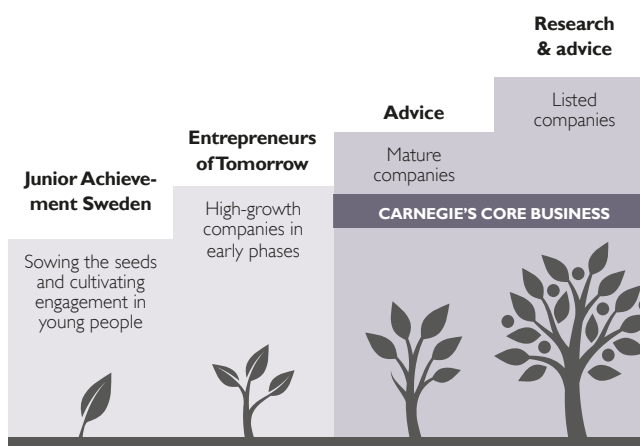 Junior Achieve-
ment Sweden
Sowing the seeds
and cultivating
engagement in
young people
Entrepreneurs
of Tomorrow
High-growth
companies in
early phases
Advice
Mature
companies
Research
& advice
Listed
companies
CARNEGIE'S CORE BUSINESS